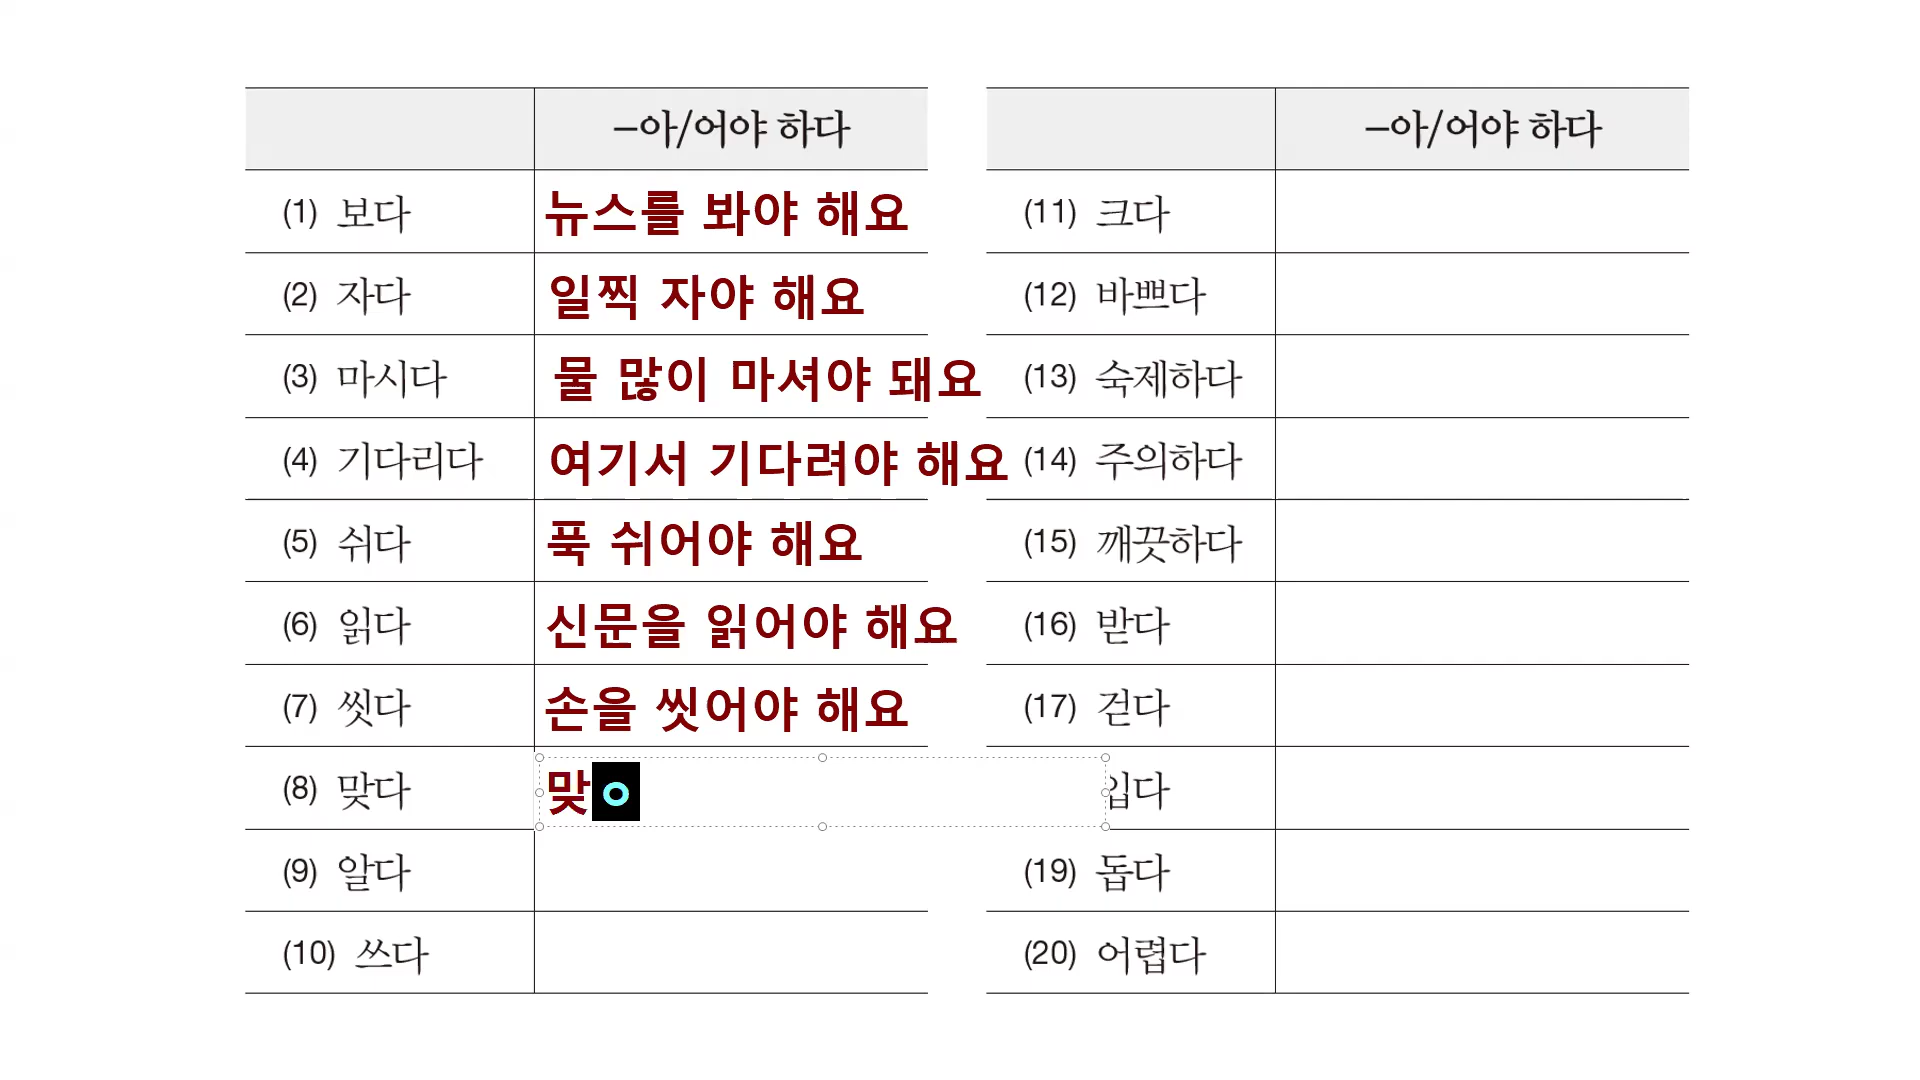 –아/어야 하다
(1) 보다 뉴스를 봐야 해요
(2) 자다 일찍 자야 해요
(3) 마시다 물 많이 마셔야 돼요
(4) 기다리다 여기서 기다려야 해요
(5) 쉬다 푹 쉬어야 해요
(6) 읽다 신문을 읽어야 해요
(7) 씻다 손을 씻어야 해요
(8) 맞다 맞ㅇ
(9) 알다
(10) 쓰다
–아/어야 하다
(11) 크다
(12) 바쁘다
(13) 숙제하다
(14) 주의하다
(15) 깨끗하다
(16) 받다
(17) 걷다
입다
(19) 돕다
(20) 어렵다